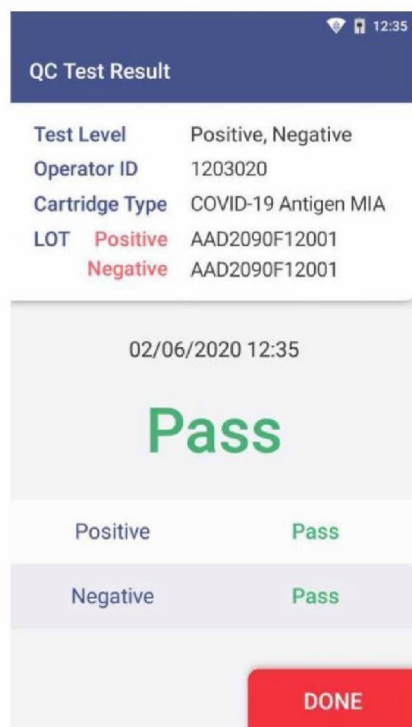 12:35
QC Test Result
Test Level Positive, Negative
Operator ID 1203020
Cartridge Type COVID-19 Antigen MIA
LOT Positive AAD2090F12001
Negative AAD2090F12001
02/06/2020 12:35
Pass
Positive Pass
Negative Pass
DONE